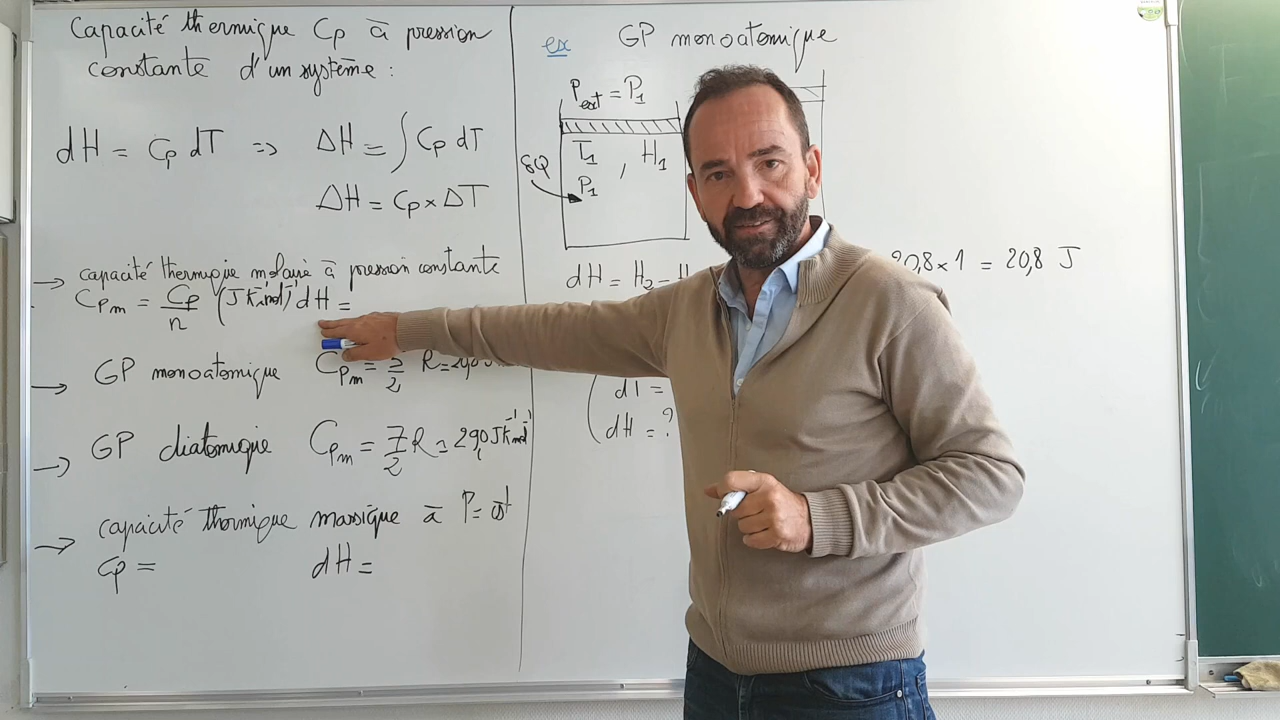 Capacité thermique Cp à pression
constante d'un système :
dH = Cp dT => ΔH = ∫ Cp dT
ΔH = Cp × ΔT
→ capacité thermique molaire à pression constante
CPm = Cp/n (J K⁻¹ mol⁻¹) dH =
→ GP monoatomique CPm = 5/2 R =
→ GP diatomique CPm = 7/2 R = 29,0 J K⁻¹ mol⁻¹
→ capacité thermique massique à P = cst
Cp = dH =
ex GP monoatomique
Pext = P1
T1 , H1
δQ
P1
dH = H2 -
20,8 × 1 = 20,8 J
dT =
dH = ?